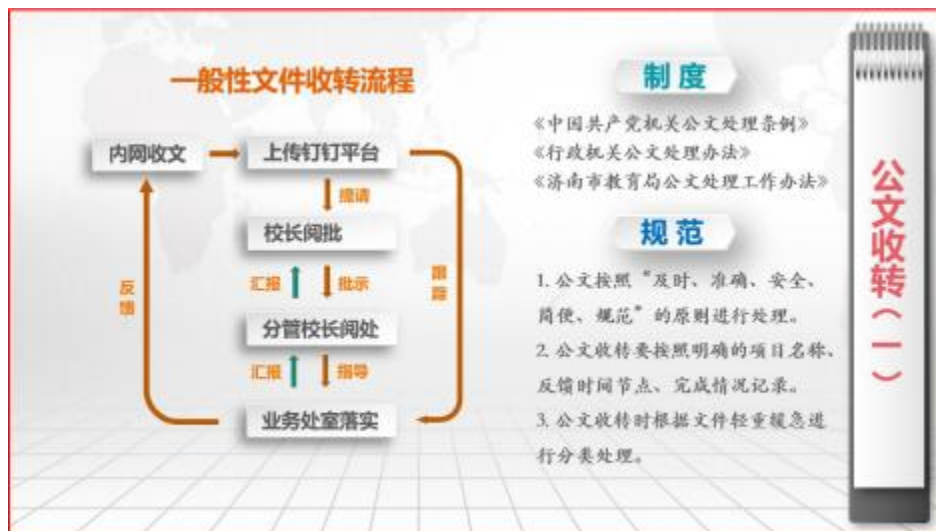 一般性文件收转流程
内网收文
上传钉钉平台
提请
校长阅批
汇报
批示
分管校长阅处
汇报
指导
业务处室落实
反馈
跟踪
制度
《中国共产党机关公文处理条例》
《行政机关公文处理办法》
《济南市教育局公文处理工作办法》
规范
1. 公文按照“及时、准确、安全、
简便、规范”的原则进行处理。
2. 公文收转要按照明确的项目名称、
反馈时间节点、完成情况记录。
3. 公文收转时根据文件轻重缓急进
行分类处理。
公文收转（一）